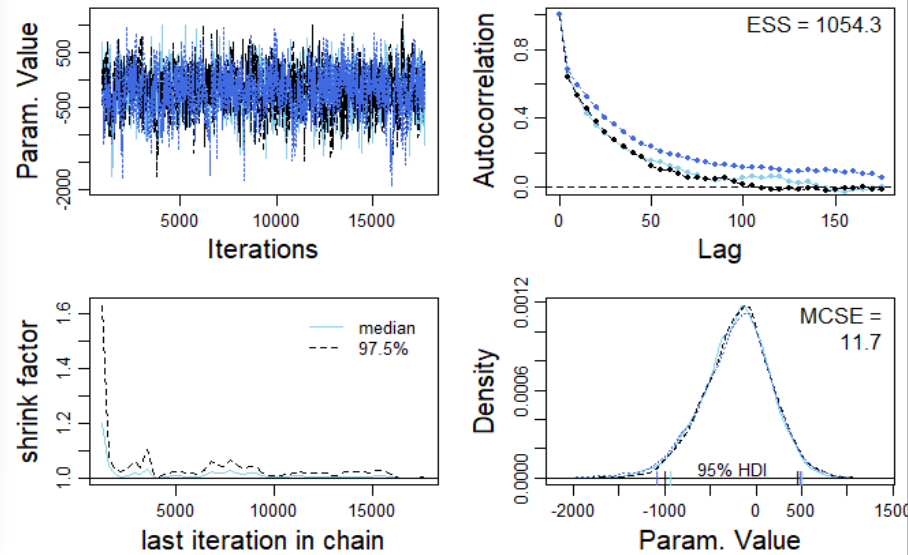 Param. Value
500
-500
-2000
5000
10000
15000
Iterations
Autocorrelation
0.8
0.4
0.0
ESS = 1054.3
0
50
100
150
Lag
shrink factor
1.6
1.4
1.2
1.0
median
97.5%
5000
10000
15000
last iteration in chain
Density
0.0012
0.0006
0.0000
MCSE =
11.7
95% HDI
-2000
-1000
0
500
1500
Param. Value